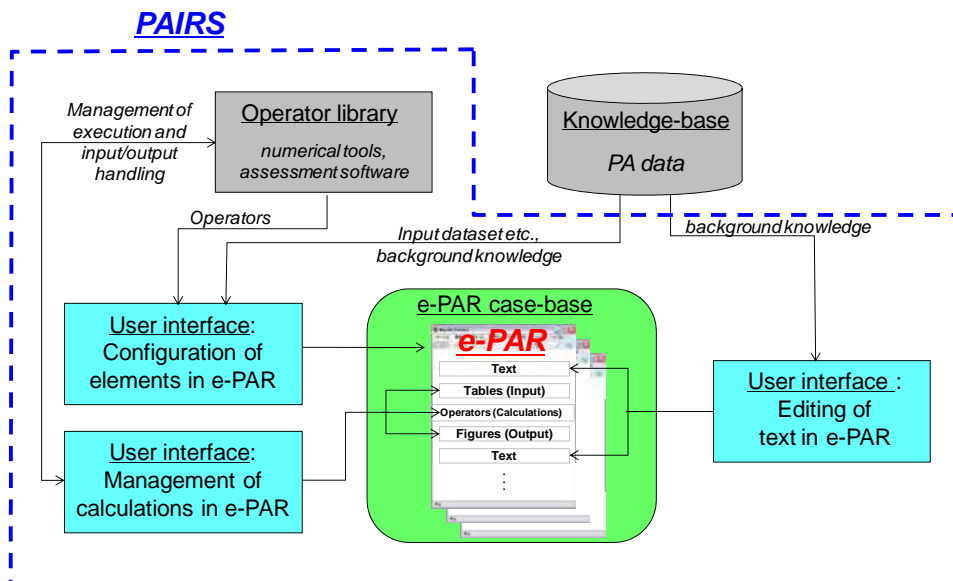 PAIRS
Management of
execution and
input/output
handling
Operator library
numerical tools,
assessment software
Knowledge-base
PA data
Operators
Input dataset etc.,
background knowledge
background knowledge
User interface:
Configuration of
elements in e-PAR
e-PAR case-base
e-PAR
Text
Tables (Input)
Operators (Calculations)
Figures (Output)
Text
User interface :
Editing of
text in e-PAR
User interface:
Management of
calculations in e-PAR